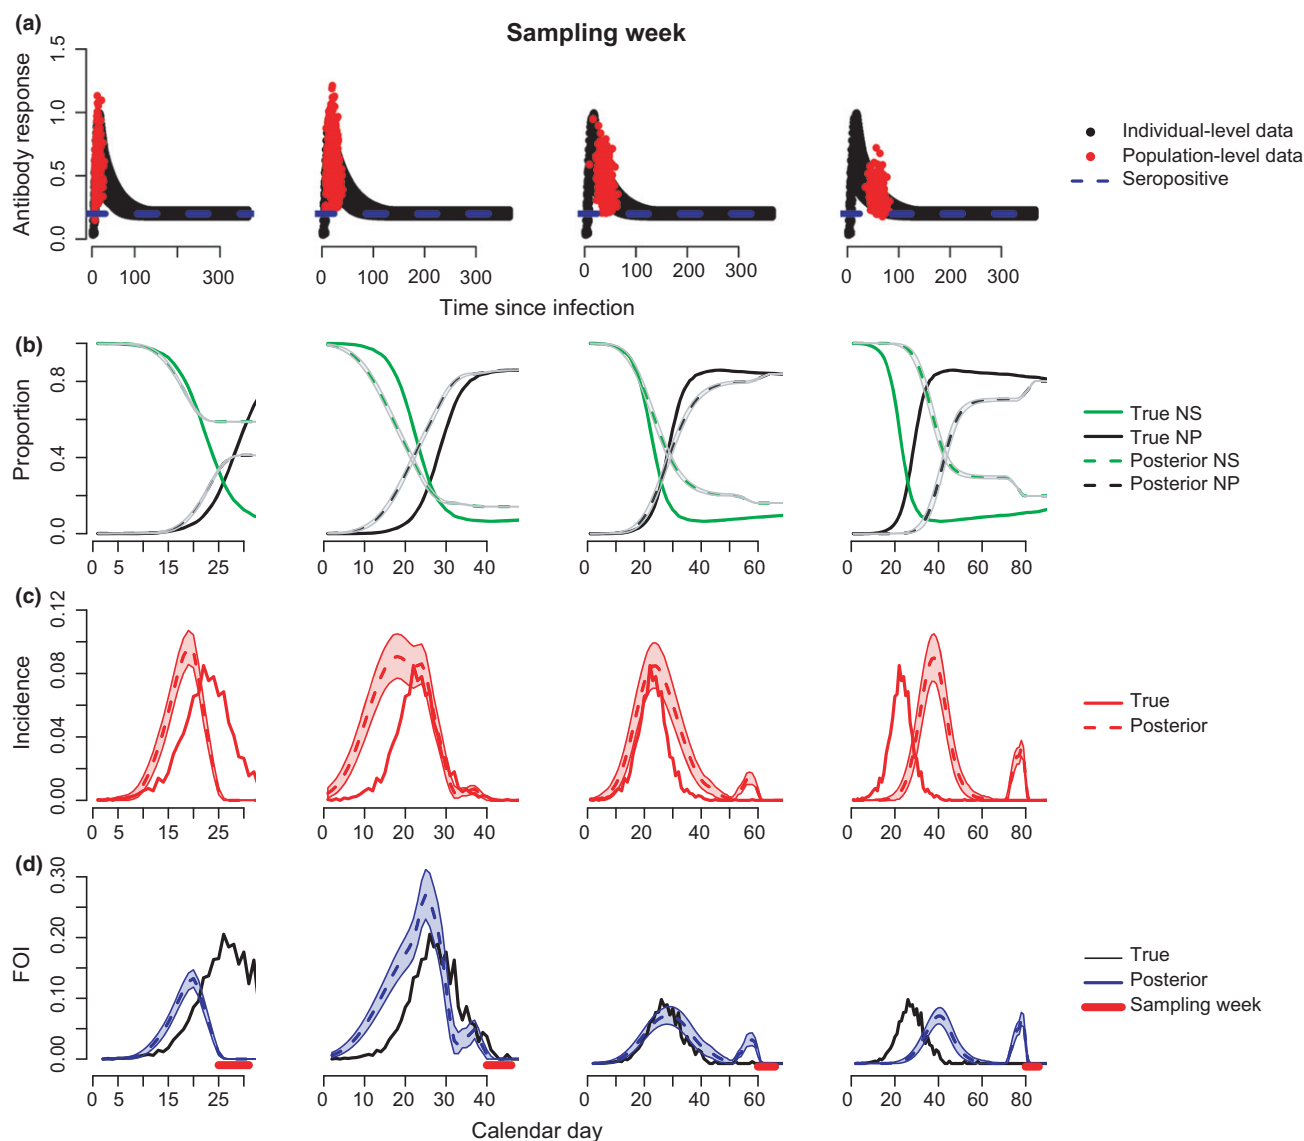 (a)
Sampling week
Antibody response
0.0 0.5 1.0 1.5
0 100 200 300
0 100 200 300
0 100 200 300
0 100 200 300
Time since infection
Individual-level data
Population-level data
Seropositive
(b)
Proportion
0.0 0.4 0.8
0 5 15 25
0 10 20 30 40
0 20 40 60
0 20 40 60 80
True NS
True NP
Posterior NS
Posterior NP
(c)
Incidence
0.00 0.04 0.08 0.12
0 5 15 25
0 10 20 30 40
0 20 40 60
0 20 40 60 80
True
Posterior
(d)
FOI
0.00 0.10 0.20 0.30
0 5 15 25
0 10 20 30 40
0 20 40 60
0 20 40 60 80
Calendar day
True
Posterior
Sampling week